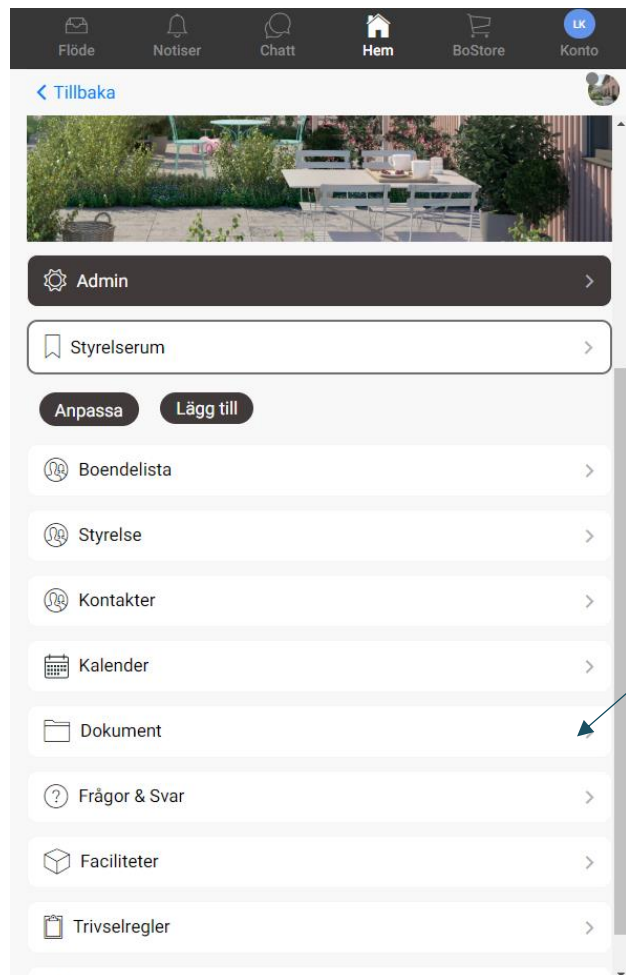 Flöde Notiser Chatt Hem BoStore LK Konto
Tillbaka
Admin
Styrelserum
Anpassa Lägg till
Boendelista
Styrelse
Kontakter
Kalender
Dokument
Frågor & Svar
Faciliteter
Trivselregler